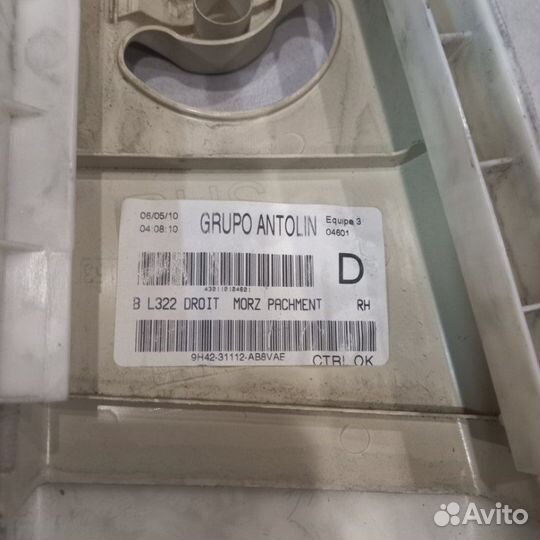 06/05/10
04:08:10
GRUPO ANTOLIN
Equipe 3
04601
430110104601
D
B L322 DROIT MORZ PACHMENT RH
9H42-31112-AB8VAE
CTRL OK
Avito